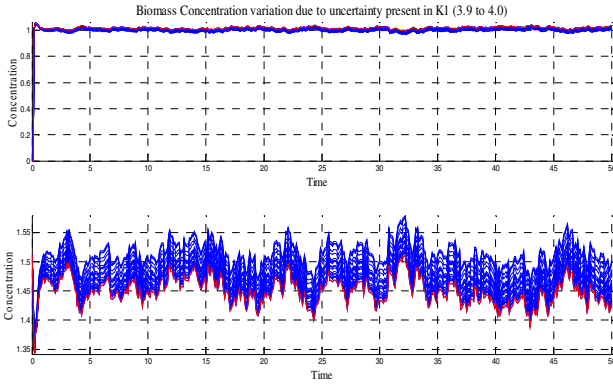 Biomass Concentration variation due to uncertainty present in K1 (3.9 to 4.0)
Concentration
1
0.8
0.6
0.4
0.2
0
0 5 10 15 20 25 30 35 40 45 50
Time
Concentration
1.55
1.5
1.45
1.4
1.35
0 5 10 15 20 25 30 35 40 45 50
Time